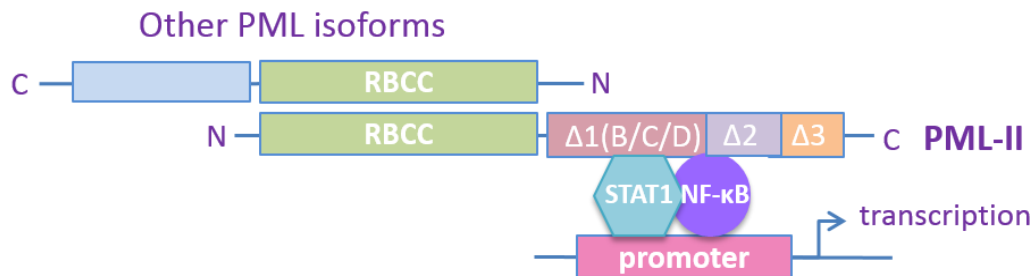 Other PML isoforms
C RBCC N
N RBCC Δ1(B/C/D) Δ2 Δ3 C PML-II
STAT1 NF-κB
transcription
promoter